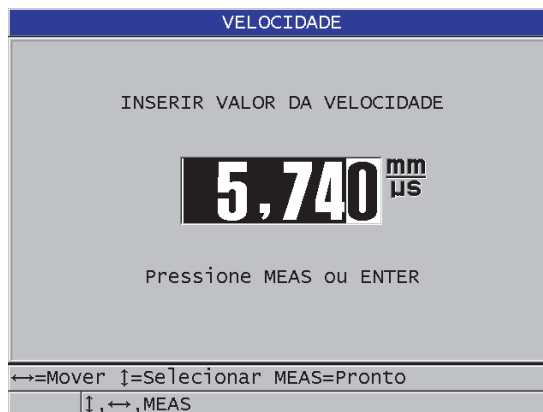 VELOCIDADE
INSERIR VALOR DA VELOCIDADE
5,740 mm/µs
Pressione MEAS ou ENTER
↔=Mover ↕=Selecionar MEAS=Pronto
↕,↔,MEAS